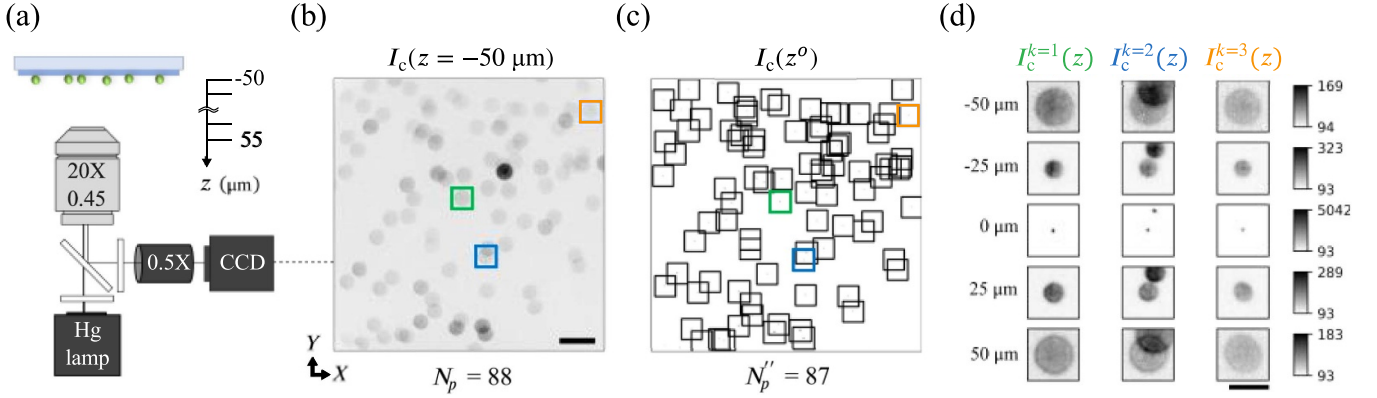 (a)
-50
55
z (μm)
20X
0.45
0.5X
CCD
Hg
lamp
(b)
I_c(z = −50 μm)
Y
X
N_p = 88
(c)
I_c(z^o)
N_p'' = 87
(d)
I_c^{k=1}(z) I_c^{k=2}(z) I_c^{k=3}(z)
-50 μm
169
94
-25 μm
323
93
0 μm
5042
93
25 μm
289
93
50 μm
183
93